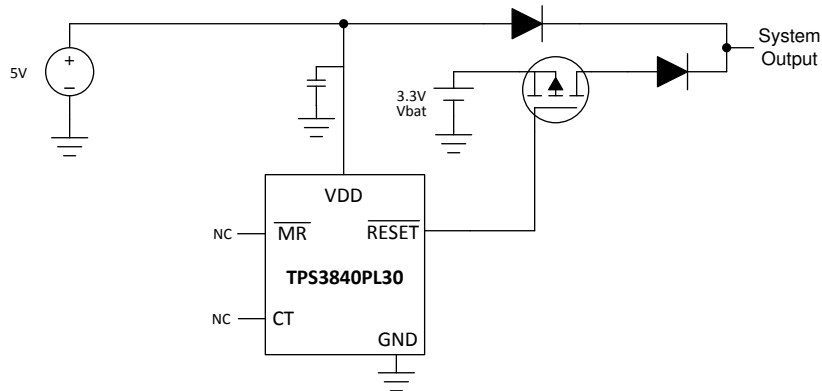 System
Output
5V
+
−
3.3V
Vbat
VDD
NC
MR
RESET
TPS3840PL30
NC
CT
GND